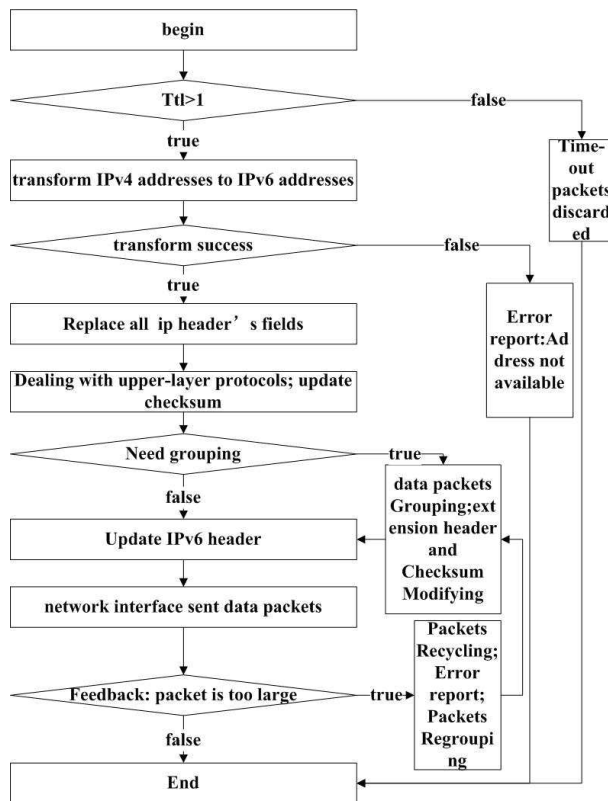 begin
Ttl>1
false
true
Time-
out
packets
discard
ed
transform IPv4 addresses to IPv6 addresses
transform success
false
true
Replace all ip header’s fields
Error
report:Ad
dress not
available
Dealing with upper-layer protocols; update
checksum
Need grouping
true
false
data packets
Grouping;ext
ension header
and
Checksum
Modifying
Update IPv6 header
network interface sent data packets
Packets
Recycling;
Error
report;
Packets
Regroupi
ng
Feedback: packet is too large
true
false
End